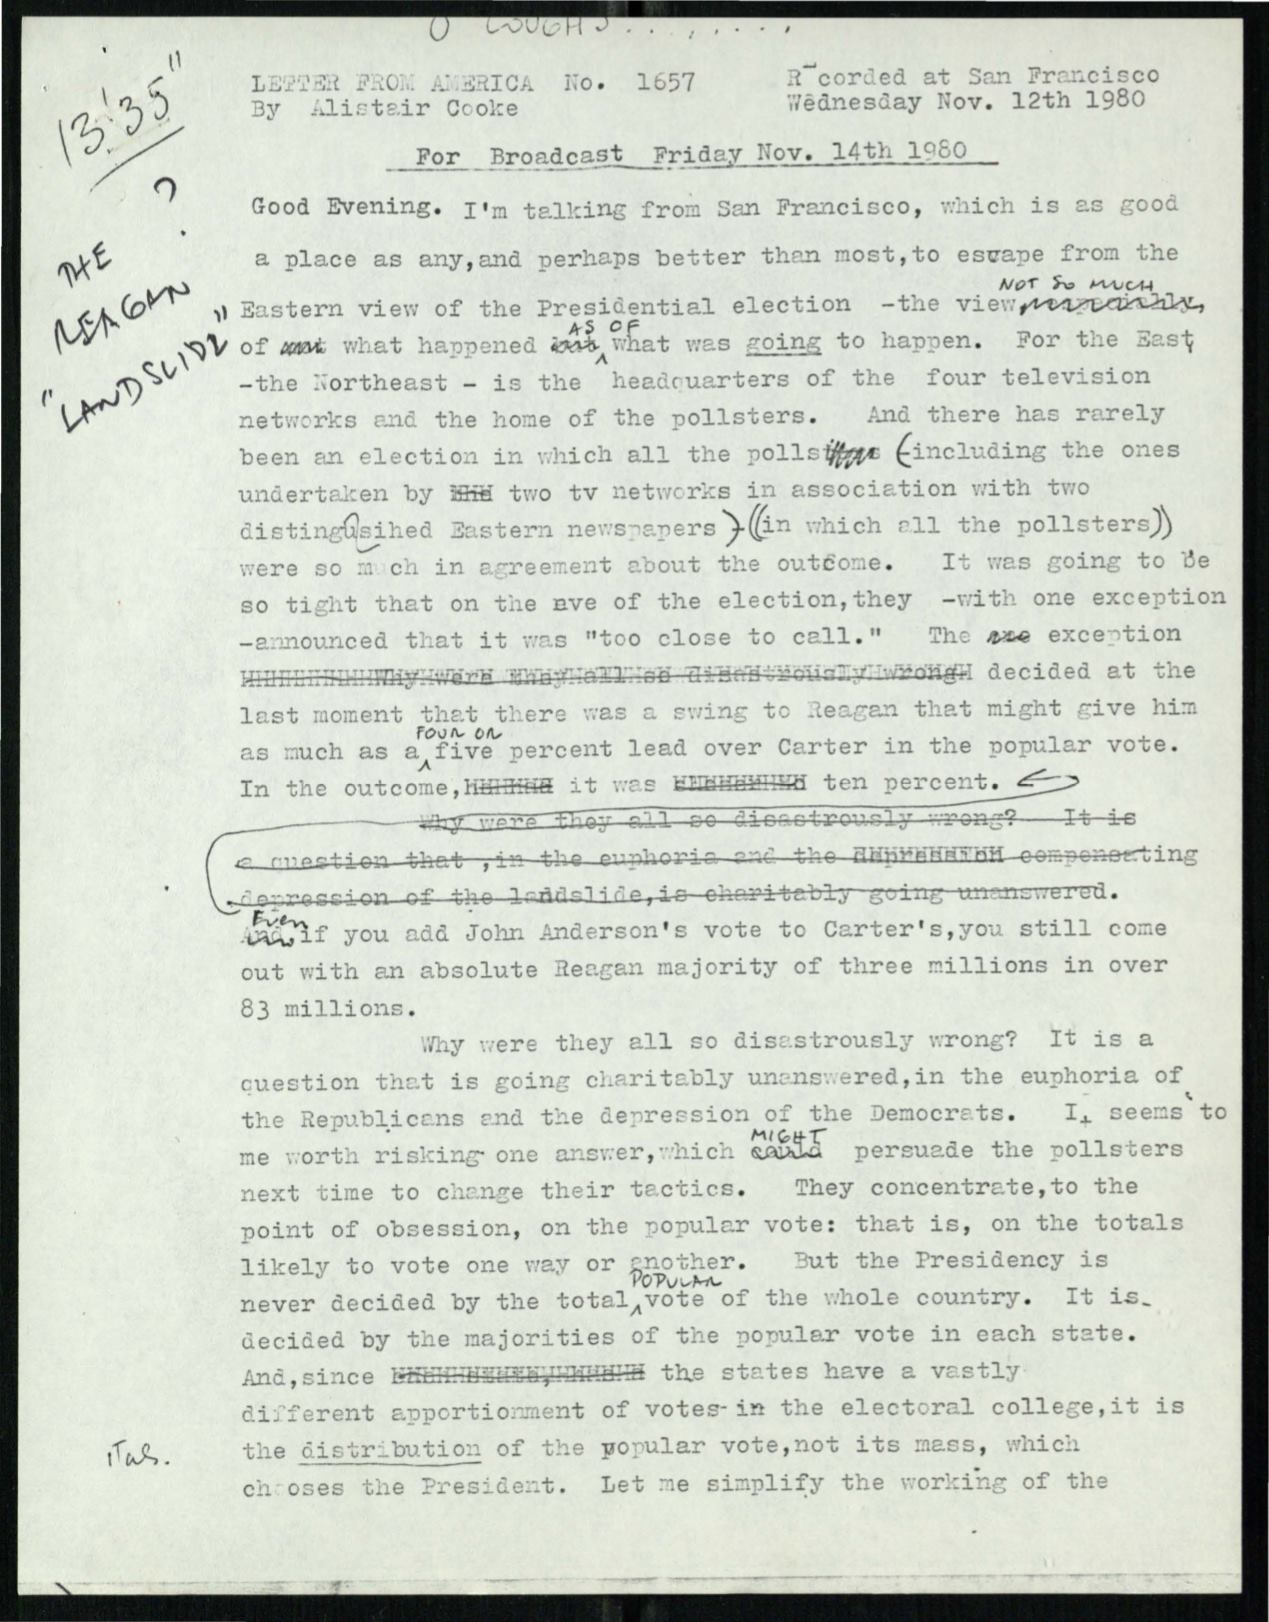 0 COUGHS........
13'35"
THE
REAGAN
"LANDSLIDE"
?
LETTER FROM AMERICA No. 1657 Recorded at San Francisco
By Alistair Cooke Wednesday Nov. 12th 1980
For Broadcast Friday Nov. 14th 1980
Good Evening. I'm talking from San Francisco, which is as good
a place as any,and perhaps better than most,to escape from the
NOT SO MUCH
Eastern view of the Presidential election -the view,
AS OF
of not what happened but what was going to happen. For the East,
-the Northeast - is the headquarters of the four television
networks and the home of the pollsters. And there has rarely
been an election in which all the polls (-including the ones
undertaken by the two tv networks in association with two
distingusihed Eastern newspapers)-((in which all the pollsters))
were so much in agreement about the outcome. It was going to be
so tight that on the eve of the election,they -with one exception
-announced that it was "too close to call." The one exception
Why were they all so disastrously wrong decided at the
last moment that there was a swing to Reagan that might give him
FOUR OR
as much as a five percent lead over Carter in the popular vote.
In the outcome, it was ten percent.
Why were they all so disastrously wrong? It is
a question that ,in the euphoria and the depression compensating
depression of the landslide,is charitably going unanswered.
Even
And,if you add John Anderson's vote to Carter's,you still come
out with an absolute Reagan majority of three millions in over
83 millions.
Why were they all so disastrously wrong? It is a
question that is going charitably unanswered,in the euphoria of
the Republicans and the depression of the Democrats. It seems to
MIGHT
me worth risking one answer,which could persuade the pollsters
next time to change their tactics. They concentrate,to the
point of obsession, on the popular vote: that is, on the totals
likely to vote one way or another. But the Presidency is
POPULAR
never decided by the total vote of the whole country. It is
decided by the majorities of the popular vote in each state.
And,since the states have a vastly
different apportionment of votes-in the electoral college,it is
itals.
the distribution of the popular vote,not its mass, which
chooses the President. Let me simplify the working of the